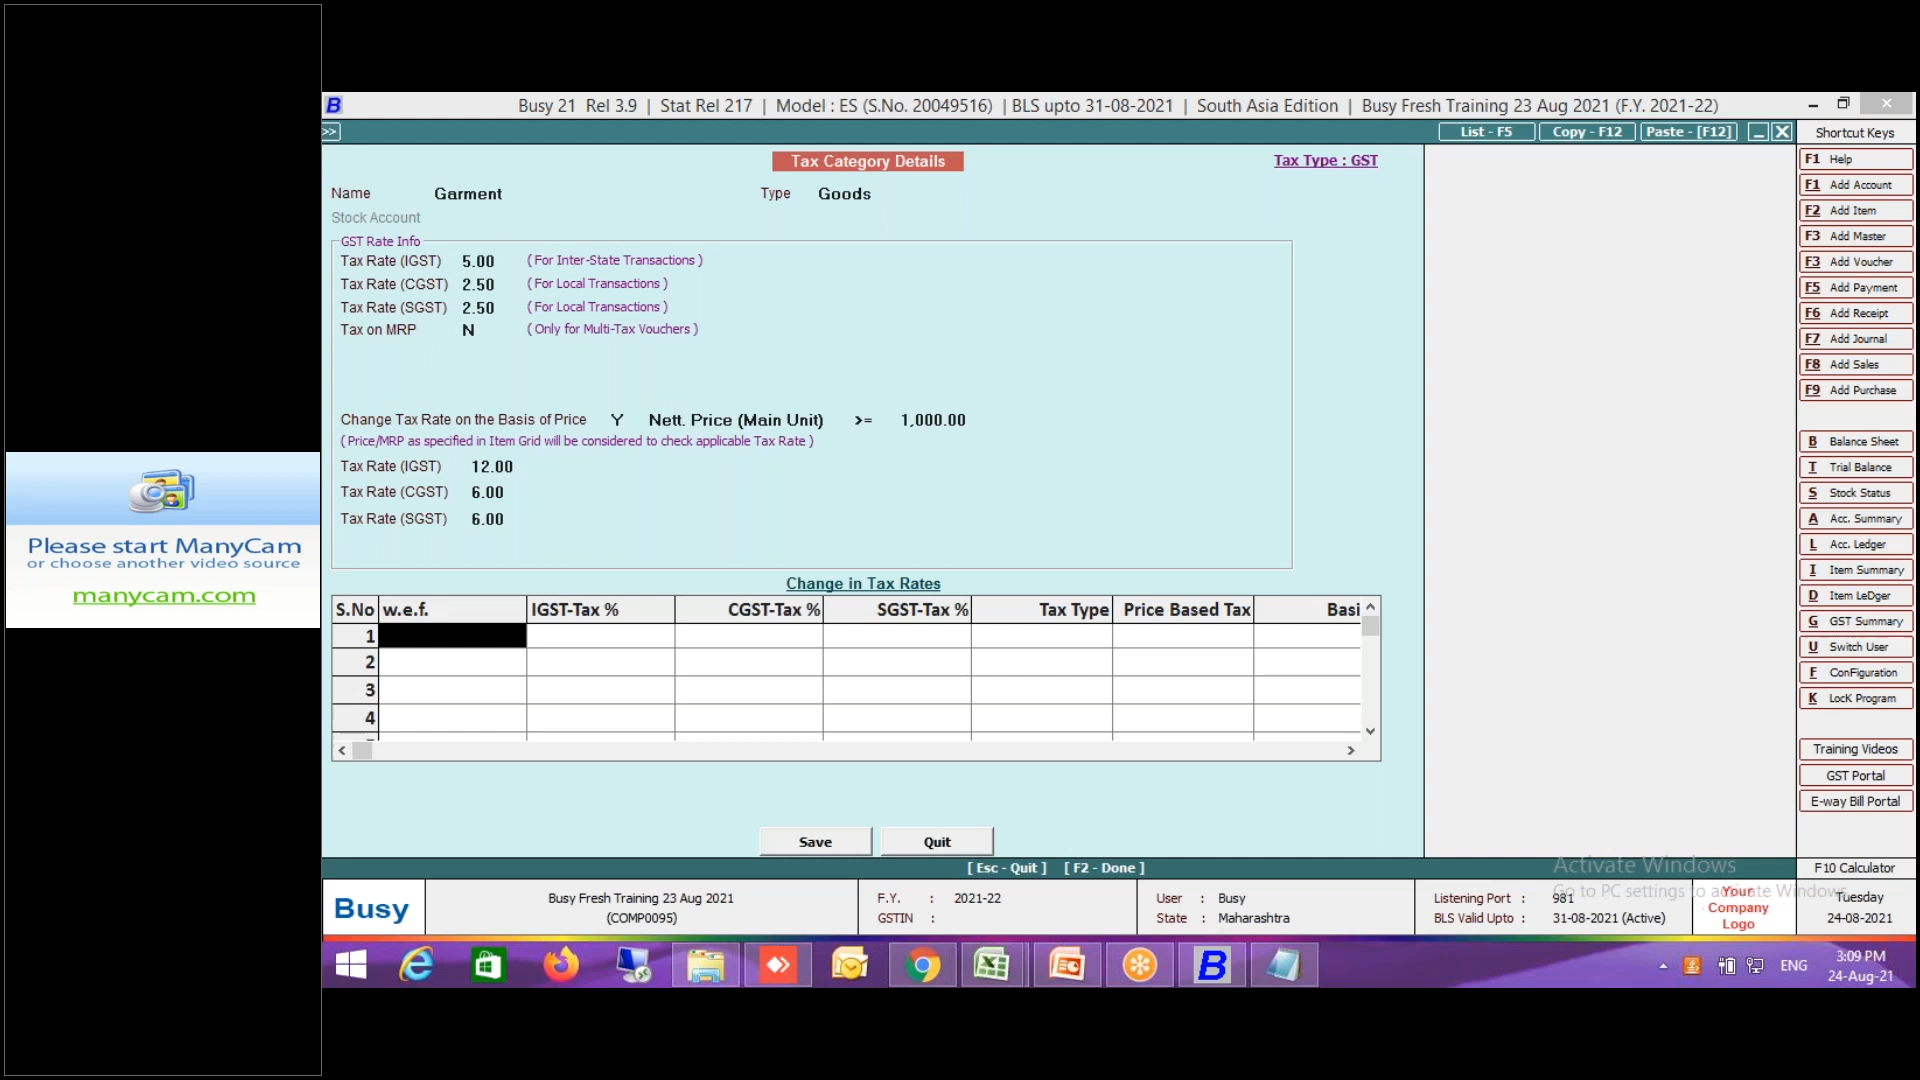 Busy 21 Rel 3.9 | Stat Rel 217 | Model : ES (S.No. 20049516) | BLS upto 31-08-2021 | South Asia Edition | Busy Fresh Training 23 Aug 2021 (F.Y. 2021-22)
>> List - F5 Copy - F12 Paste - [F12] Shortcut Keys
Tax Category Details Tax Type : GST
Name Garment Type Goods
Stock Account
GST Rate Info
Tax Rate (IGST) 5.00 ( For Inter-State Transactions )
Tax Rate (CGST) 2.50 ( For Local Transactions )
Tax Rate (SGST) 2.50 ( For Local Transactions )
Tax on MRP N ( Only for Multi-Tax Vouchers )
Change Tax Rate on the Basis of Price Y Nett. Price (Main Unit) >= 1,000.00
( Price/MRP as specified in Item Grid will be considered to check applicable Tax Rate )
Tax Rate (IGST) 12.00
Tax Rate (CGST) 6.00
Tax Rate (SGST) 6.00
Change in Tax Rates
S.No w.e.f. IGST-Tax % CGST-Tax % SGST-Tax % Tax Type Price Based Tax Basi
1
2
3
4
Save Quit
[ Esc - Quit ] [ F2 - Done ]
F1 Help
F1 Add Account
F2 Add Item
F3 Add Master
F3 Add Voucher
F5 Add Payment
F6 Add Receipt
F7 Add Journal
F8 Add Sales
F9 Add Purchase
B Balance Sheet
T Trial Balance
S Stock Status
A Acc. Summary
L Acc. Ledger
I Item Summary
D Item LeDger
G GST Summary
U Switch User
F ConFiguration
K LocK Program
Training Videos
GST Portal
E-way Bill Portal
F10 Calculator
Activate Windows
Go to PC settings to activate Windows.
Busy
Busy Fresh Training 23 Aug 2021
(COMP0095)
F.Y. : 2021-22
GSTIN :
User : Busy
State : Maharashtra
Listening Port : 981
BLS Valid Upto : 31-08-2021 (Active)
Your
Company
Logo
Tuesday
24-08-2021
ENG
3:09 PM
24-Aug-21
Please start ManyCam
or choose another video source
manycam.com